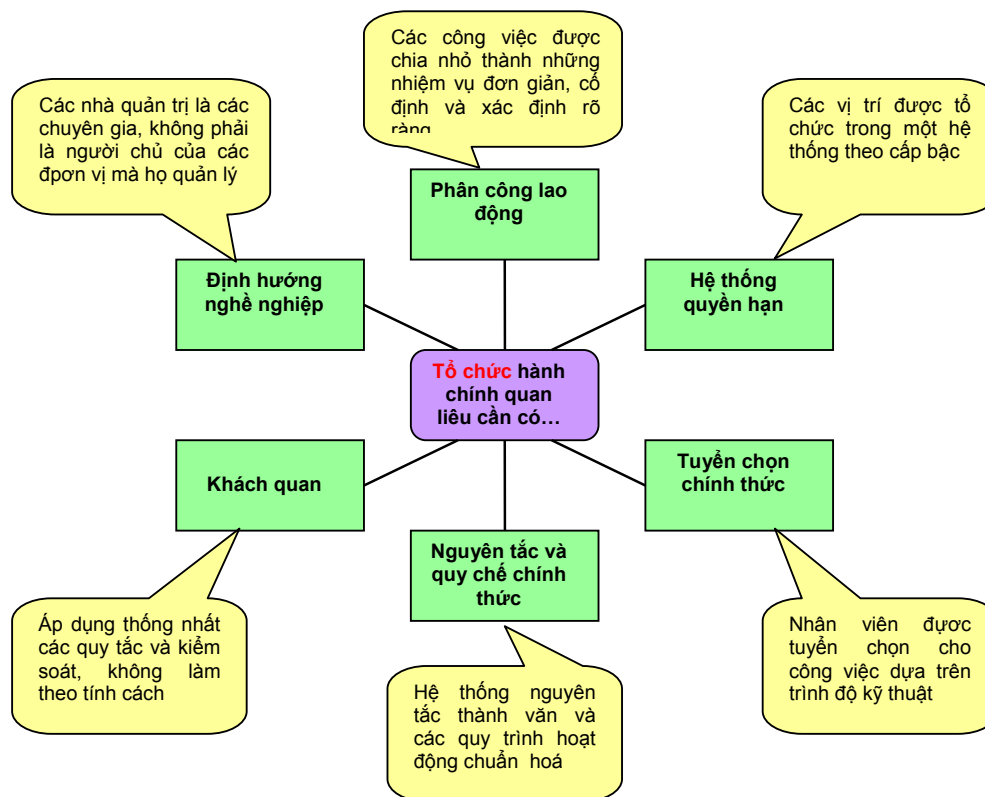 Các công việc được
chia nhỏ thành những
nhiệm vụ đơn giản, cố
định và xác định rõ
ràng
Các nhà quản trị là các
chuyên gia, không phải
là người chủ của các
đpơn vị mà họ quản lý
Các vị trí được tổ
chức trong một hệ
thống theo cấp bậc
Phân công lao
động
Định hướng
nghề nghiệp
Hệ thống
quyền hạn
Tổ chức hành
chính quan
liêu cần có…
Khách quan
Tuyển chọn
chính thức
Nguyên tắc và
quy chế chính
thức
Áp dụng thống nhất
các quy tắc và kiểm
soát, không làm
theo tính cách
Nhân viên đựơc
tuyển chọn cho
công việc dựa trên
trình độ kỹ thuật
Hệ thống nguyên
tắc thành văn và
các quy trình hoạt
động chuẩn hoá